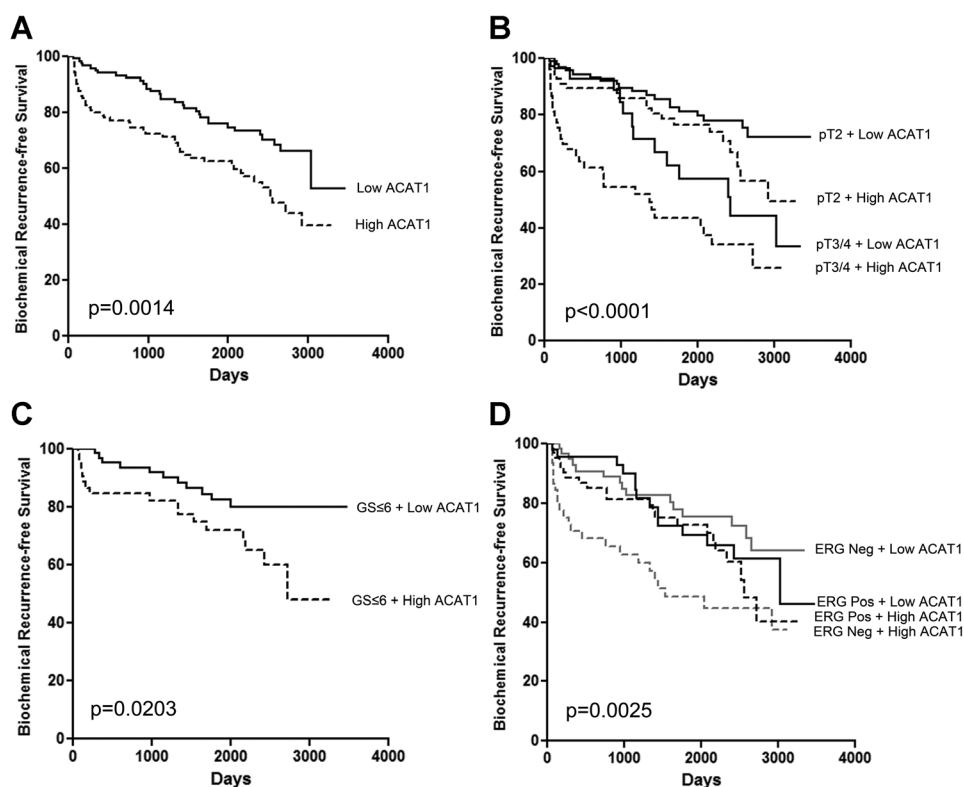 A
Biochemical Recurrence-free Survival
100
80
60
40
20
0
Low ACAT1
High ACAT1
p=0.0014
0 1000 2000 3000 4000
Days
B
Biochemical Recurrence-free Survival
100
80
60
40
20
0
pT2 + Low ACAT1
pT2 + High ACAT1
pT3/4 + Low ACAT1
pT3/4 + High ACAT1
p<0.0001
0 1000 2000 3000 4000
Days
C
Biochemical Recurrence-free Survival
100
80
60
40
20
0
GS≤6 + Low ACAT1
GS≤6 + High ACAT1
p=0.0203
0 1000 2000 3000 4000
Days
D
Biochemical Recurrence-free Survival
100
80
60
40
20
0
ERG Neg + Low ACAT1
ERG Pos + Low ACAT1
ERG Pos + High ACAT1
ERG Neg + High ACAT1
p=0.0025
0 1000 2000 3000 4000
Days